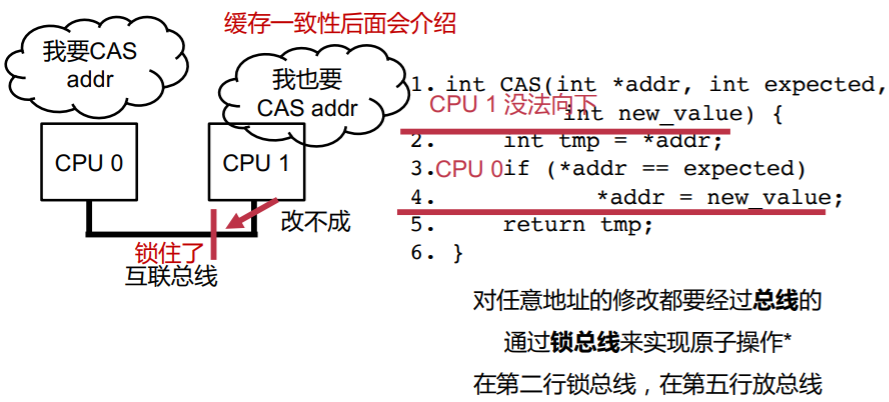 缓存一致性后面会介绍
我要CAS
addr
我也要
CAS addr
CPU 0
CPU 1
改不成
锁住了
互联总线
1. int CAS(int *addr, int expected,
CPU 1 没法向下
int new_value) {
2. int tmp = *addr;
3. if (*addr == expected)
CPU 0
4. *addr = new_value;
5. return tmp;
6. }
对任意地址的修改都要经过总线的
通过锁总线来实现原子操作*
在第二行锁总线，在第五行放总线